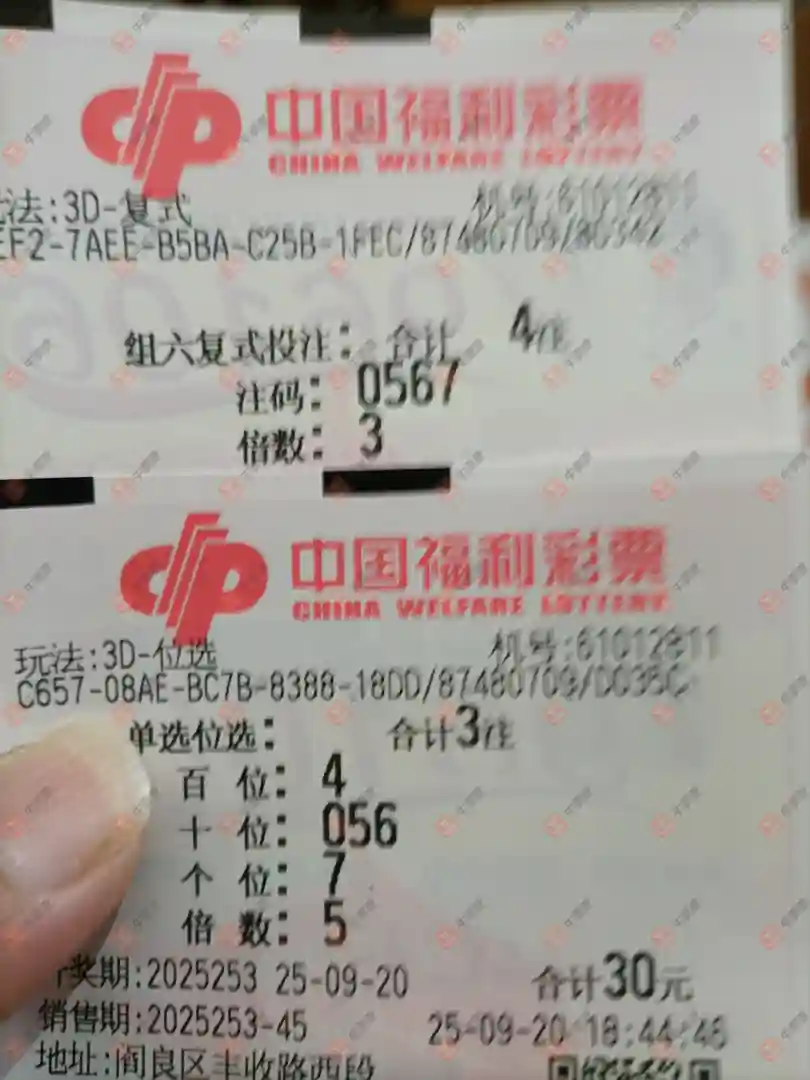 中国福利彩票
CHINA WELFARE LOTTERY
法:3D-复式 机号:61012811
EF2-7AEE-B5BA-C25B-1FEC/87480709/80342
组六复式投注: 合计 4注
注码: 0567
倍数: 3
中国福利彩票
CHINA WELFARE LOTTERY
玩法:3D-位选 机号:61012811
C657-08AE-BC7B-8388-18DD/87480709/D035C
单选位选: 合计3注
百 位: 4
十 位: 056
个 位: 7
倍 数: 5
奖期:2025253 25-09-20 合计30元
销售期:2025253-45 25-09-20 18:44:46
地址:阎良区丰收路西段